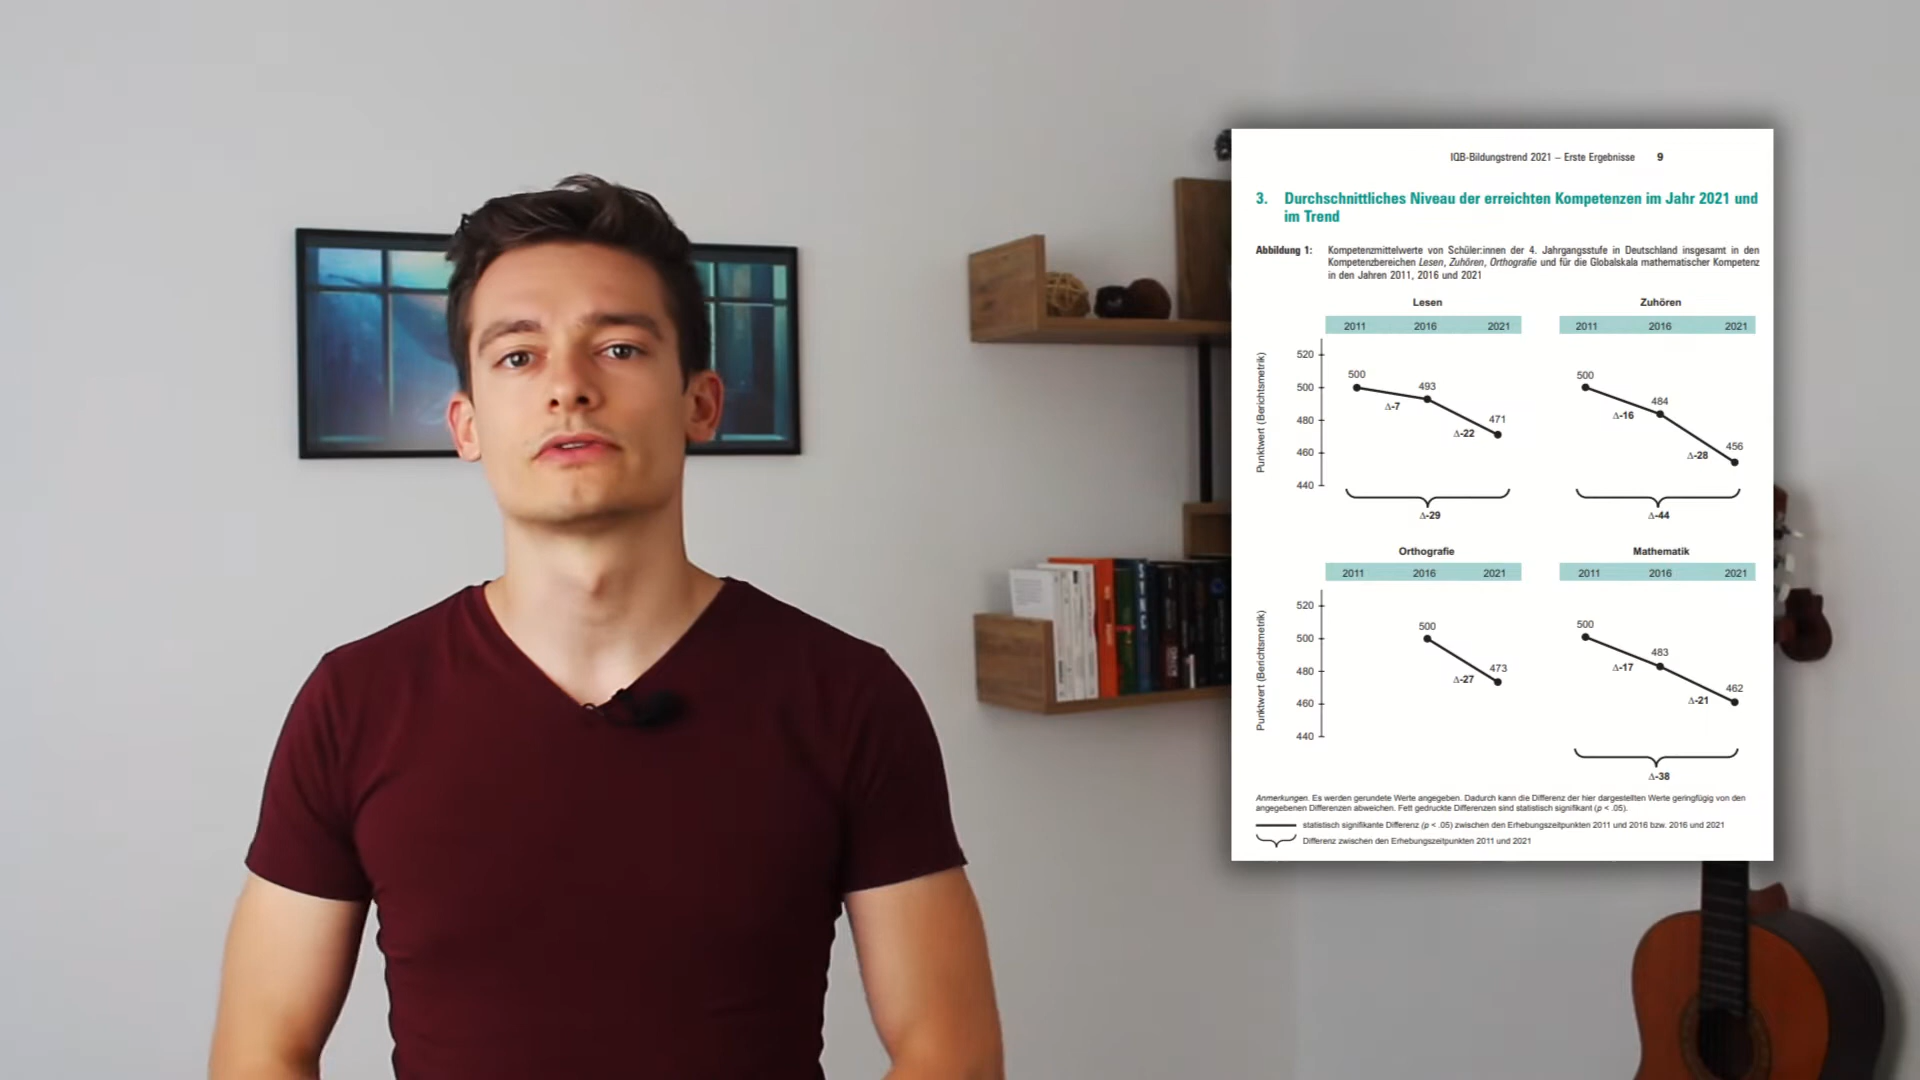 IQB-Bildungstrend 2021 – Erste Ergebnisse 9
3. Durchschnittliches Niveau der erreichten Kompetenzen im Jahr 2021 und
im Trend
Abbildung 1: Kompetenzmittelwerte von Schüler:innen der 4. Jahrgangsstufe in Deutschland insgesamt in den
Kompetenzbereichen Lesen, Zuhören, Orthografie und für die Globalskala mathematischer Kompetenz
in den Jahren 2011, 2016 und 2021
Lesen
2011 2016 2021
Punktwert (Berichtsmetrik)
520
500
480
460
440
500
493
471
Δ-7
Δ-22
Δ-29
Zuhören
2011 2016 2021
500
484
456
Δ-16
Δ-28
Δ-44
Orthografie
2011 2016 2021
Punktwert (Berichtsmetrik)
520
500
480
460
440
500
473
Δ-27
Mathematik
2011 2016 2021
500
483
462
Δ-17
Δ-21
Δ-38
Anmerkungen. Es werden gerundete Werte angegeben. Dadurch kann die Differenz der hier dargestellten Werte geringfügig von den
angegebenen Differenzen abweichen. Fett gedruckte Differenzen sind statistisch signifikant (p < .05).
statistisch signifikante Differenz (p < .05) zwischen den Erhebungszeitpunkten 2011 und 2016 bzw. 2016 und 2021
Differenz zwischen den Erhebungszeitpunkten 2011 und 2021